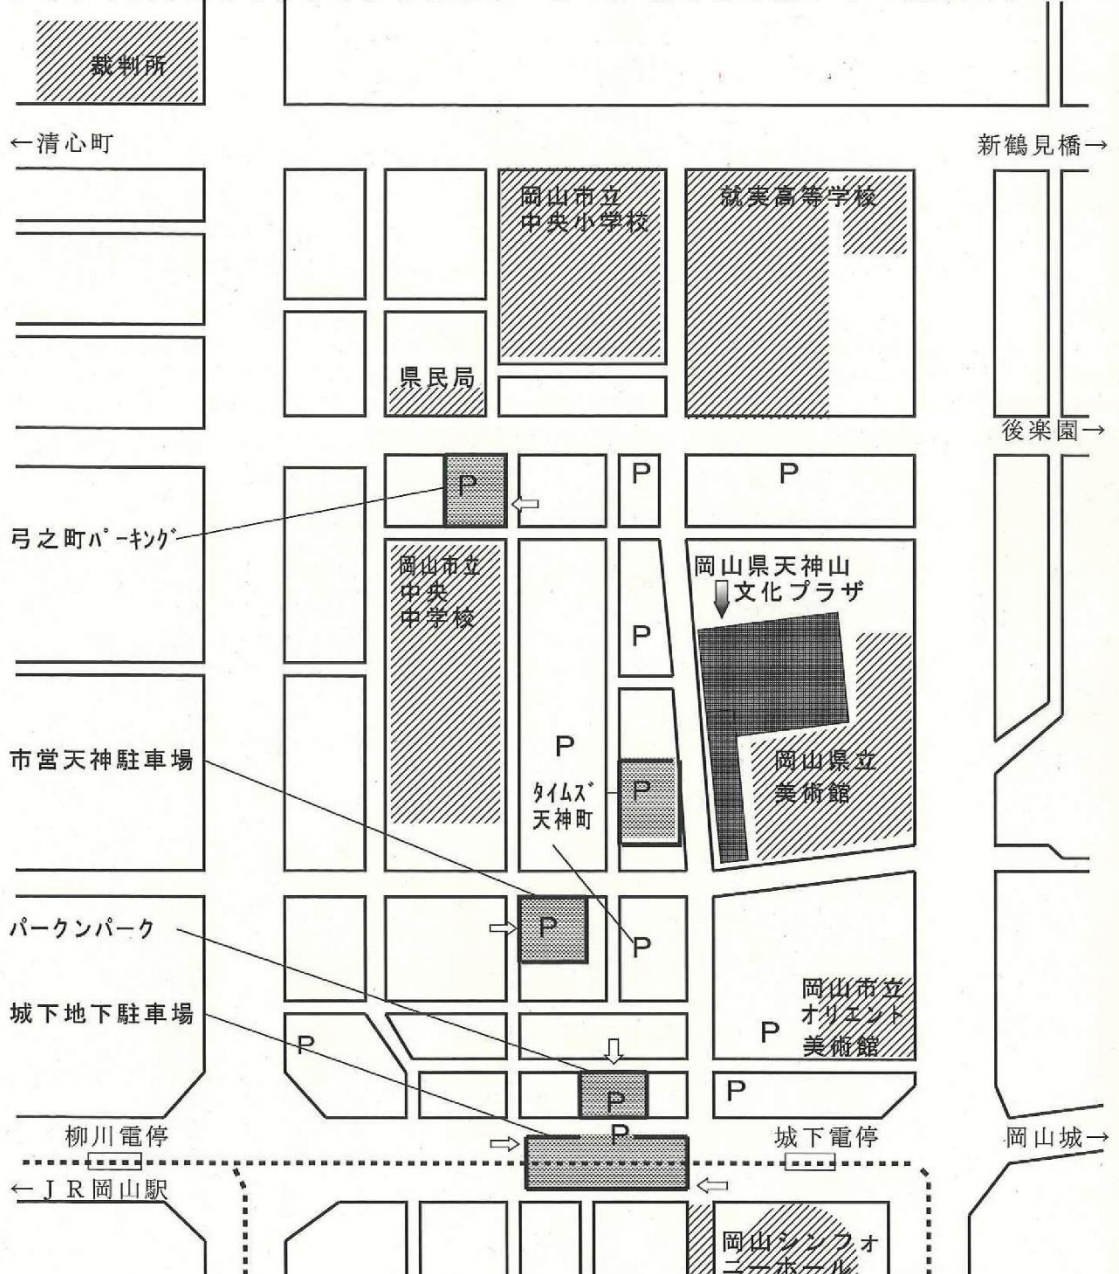 裁判所
←清心町
新鶴見橋→
岡山市立
中央小学校
就実高等学校
県民局
後楽園→
P
P
P
弓之町ﾊﾟｰｷﾝｸﾞ
岡山市立
中央
中学校
岡山県天神山
文化プラザ
P
市営天神駐車場
P
ﾀｲﾑｽﾞ
天神町
P
岡山県立
美術館
パークンパーク
P
P
城下地下駐車場
岡山市立
オリエント
美術館
P
P
P
P
P
柳川電停
城下電停
岡山城→
←ＪＲ岡山駅
岡山シンフォ
ニーホール